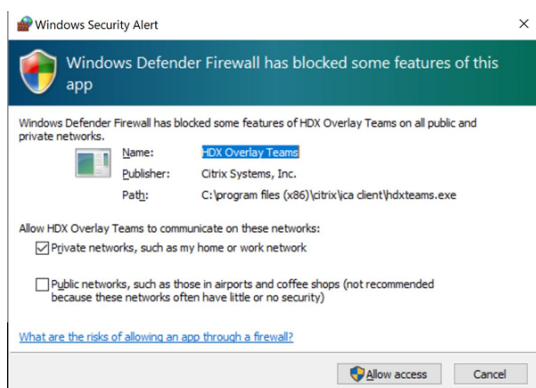 Windows Security Alert
Windows Defender Firewall has blocked some features of this
app
Windows Defender Firewall has blocked some features of HDX Overlay Teams on all public and
private networks.
Name: HDX Overlay Teams
Publisher: Citrix Systems, Inc.
Path: C:\program files (x86)\citrix\ica client\hdxteams.exe
Allow HDX Overlay Teams to communicate on these networks:
Private networks, such as my home or work network
Public networks, such as those in airports and coffee shops (not recommended
because these networks often have little or no security)
What are the risks of allowing an app through a firewall?
Allow access Cancel